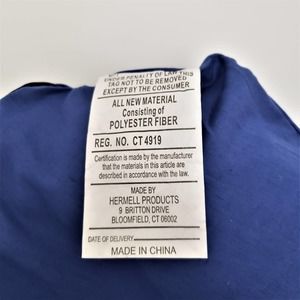 UNDER PENALTY OF LAW THIS
TAG NOT TO BE REMOVED
EXCEPT BY THE CONSUMER
ALL NEW MATERIAL
Consisting of
POLYESTER FIBER
REG. NO. CT 4919
Certification is made by the manufacturer
that the materials in this article are
described in accordance with the law.
MADE BY
HERMELL PRODUCTS
9 BRITTON DRIVE
BLOOMFIELD, CT 06002
DATE OF DELIVERY
MADE IN CHINA